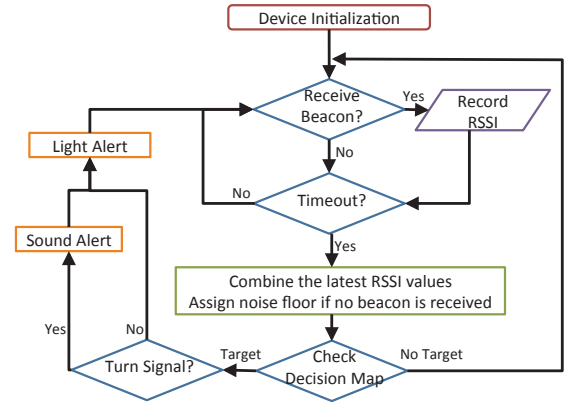 Device Initialization
Receive
Beacon?
Yes
Record
RSSI
No
Light Alert
Timeout?
No
Sound Alert
Yes
Combine the latest RSSI values
Assign noise floor if no beacon is received
Yes
No
Turn Signal?
Target
Check
Decision Map
No Target